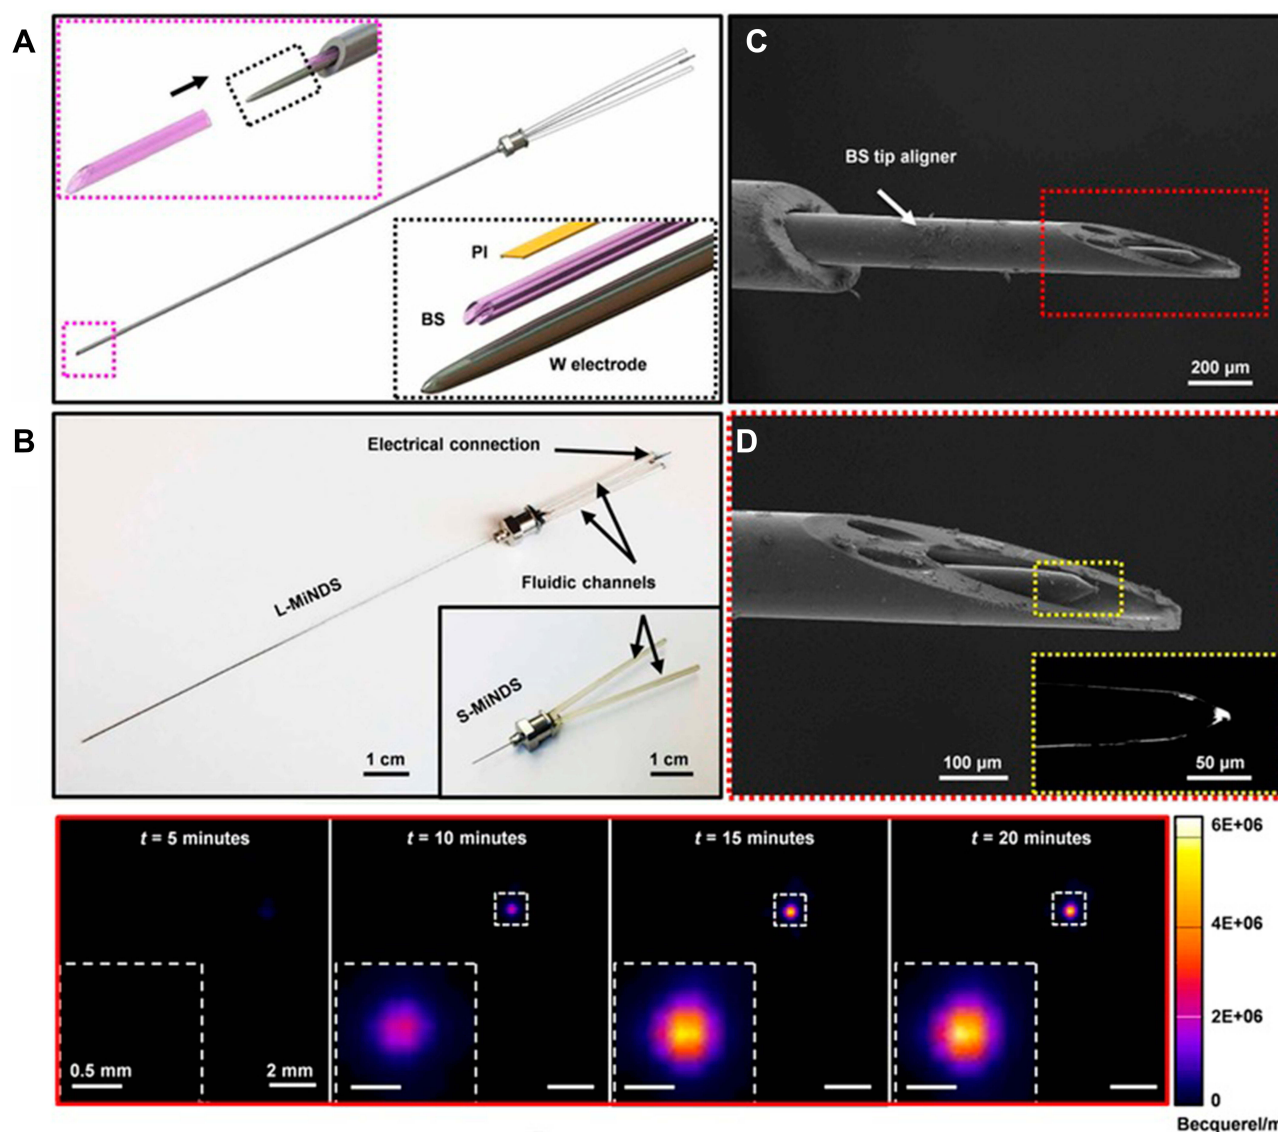 A
PI
BS
W electrode
C
BS tip aligner
200 µm
B
Electrical connection
Fluidic channels
L-MiNDS
S-MiNDS
1 cm
1 cm
D
100 µm
50 µm
t = 5 minutes
t = 10 minutes
t = 15 minutes
t = 20 minutes
0.5 mm
2 mm
6E+06
4E+06
2E+06
0
Becquerel/m